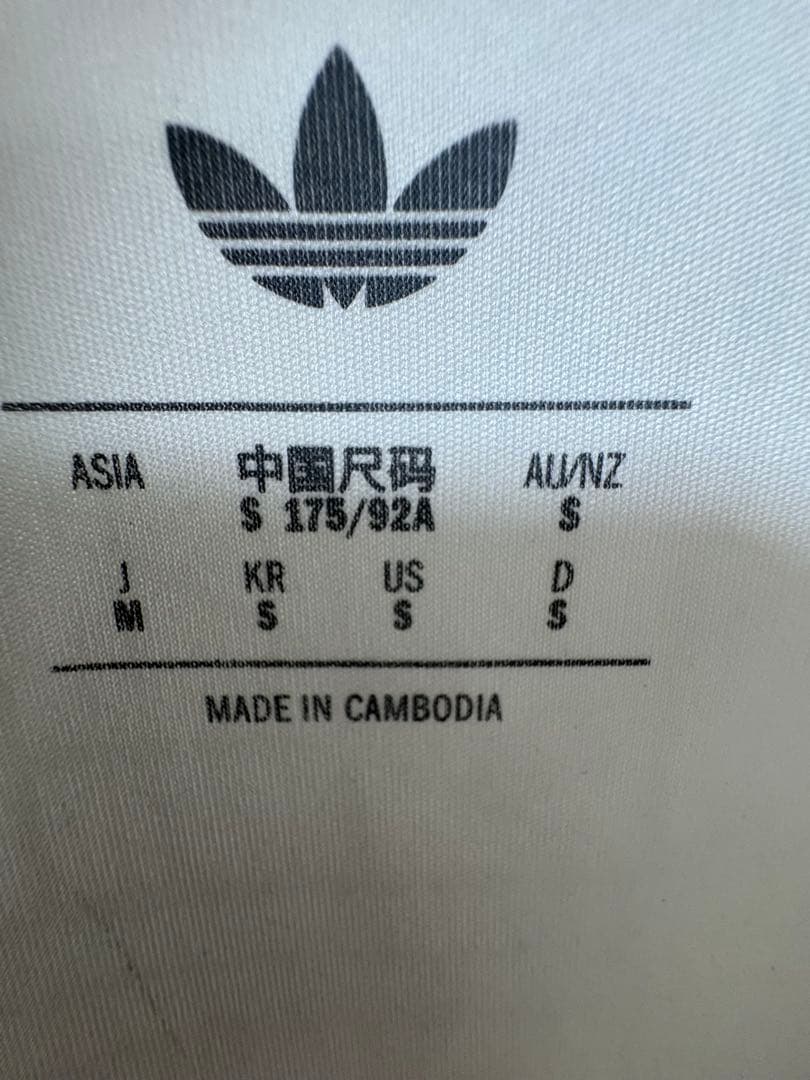 ASIA 中国尺码 AU/NZ
S 175/92A S
J KR US D
M S S S
MADE IN CAMBODIA